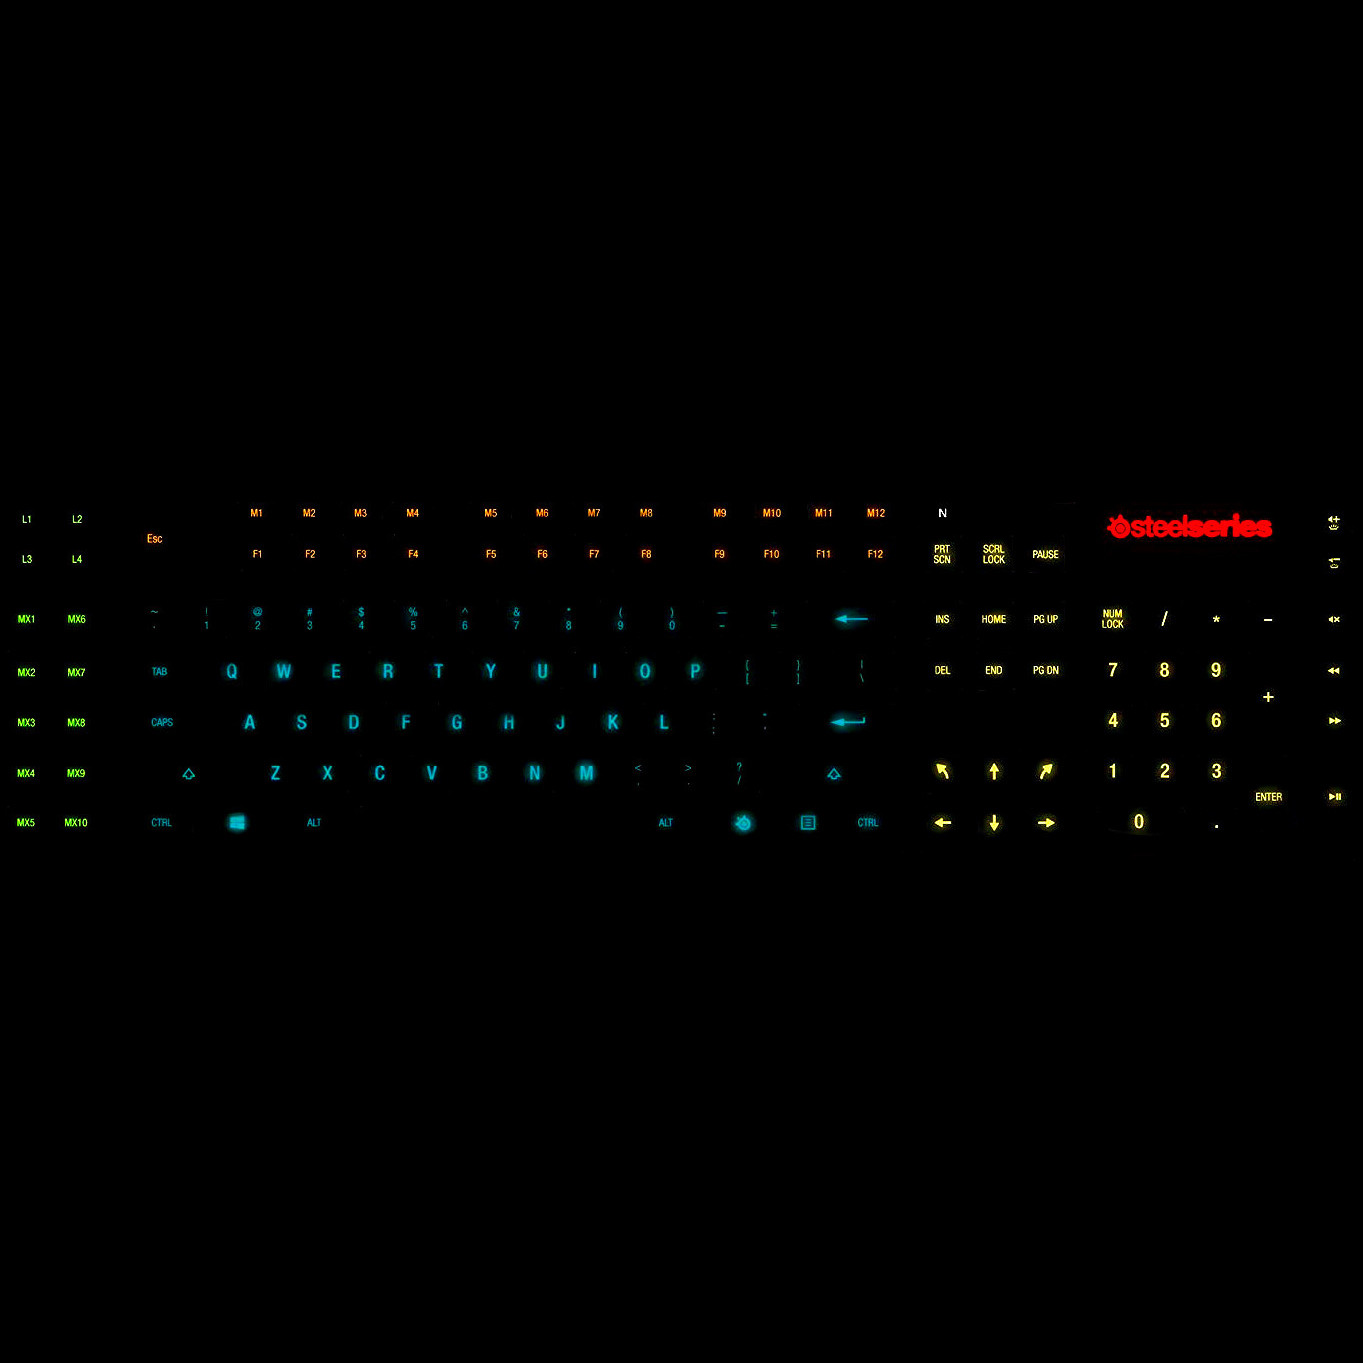 L1 L2 M1 M2 M3 M4 M5 M6 M7 M8 M9 M10 M11 M12 N steelseries
Esc
L3 L4 F1 F2 F3 F4 F5 F6 F7 F8 F9 F10 F11 F12 PRT SCN SCRL LOCK PAUSE
MX1 MX6 ~ ! @ # $ % ^ & * ( ) — + INS HOME PG UP NUM LOCK / * −
1 2 3 4 5 6 7 8 9 0 - =
MX2 MX7 TAB Q W E R T Y U I O P { [ } ] | \ DEL END PG DN 7 8 9
+
MX3 MX8 CAPS A S D F G H J K L : ; " 4 5 6
MX4 MX9 Z X C V B N M < , > . ? / 1 2 3
ENTER
MX5 MX10 CTRL ALT ALT CTRL 0 .